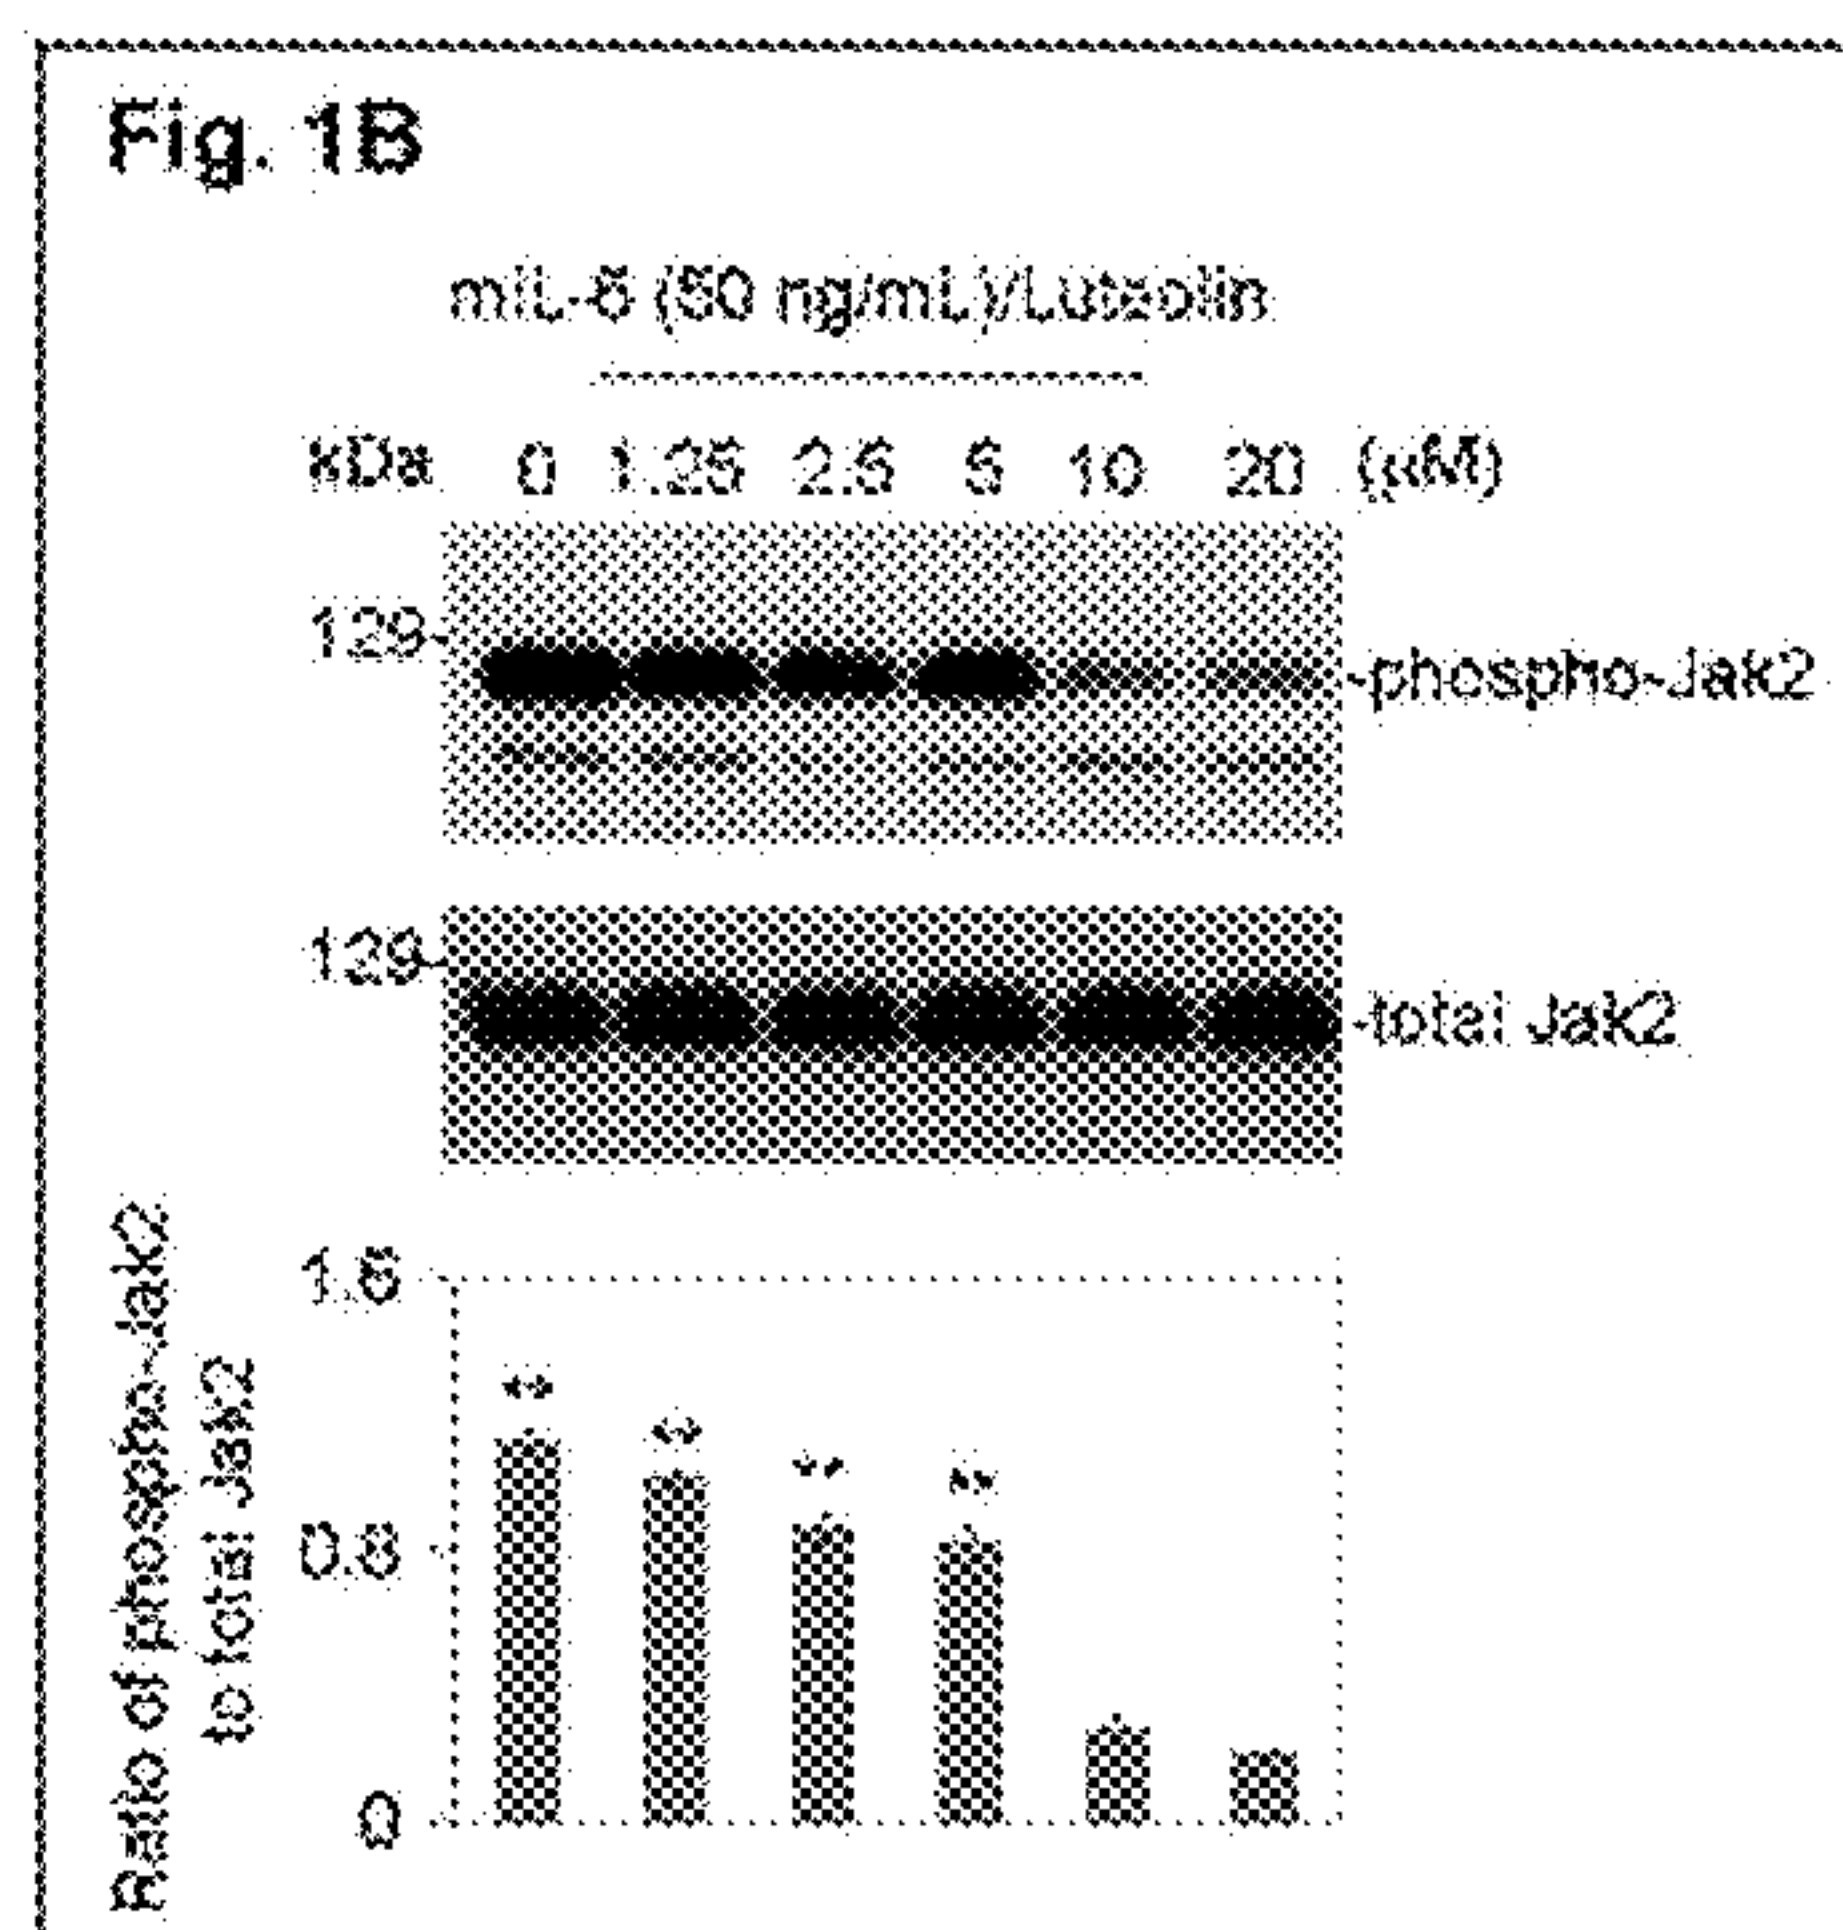 Fig. 1B
mIL-6 (50 ng/mL)/Luteolin
kDa 0 1.25 2.5 5 10 20 (μM)
129
-phospho-Jak2
129
-total Jak2
Ratio of phospho-Jak2
to total Jak2
1.6
0.8
0